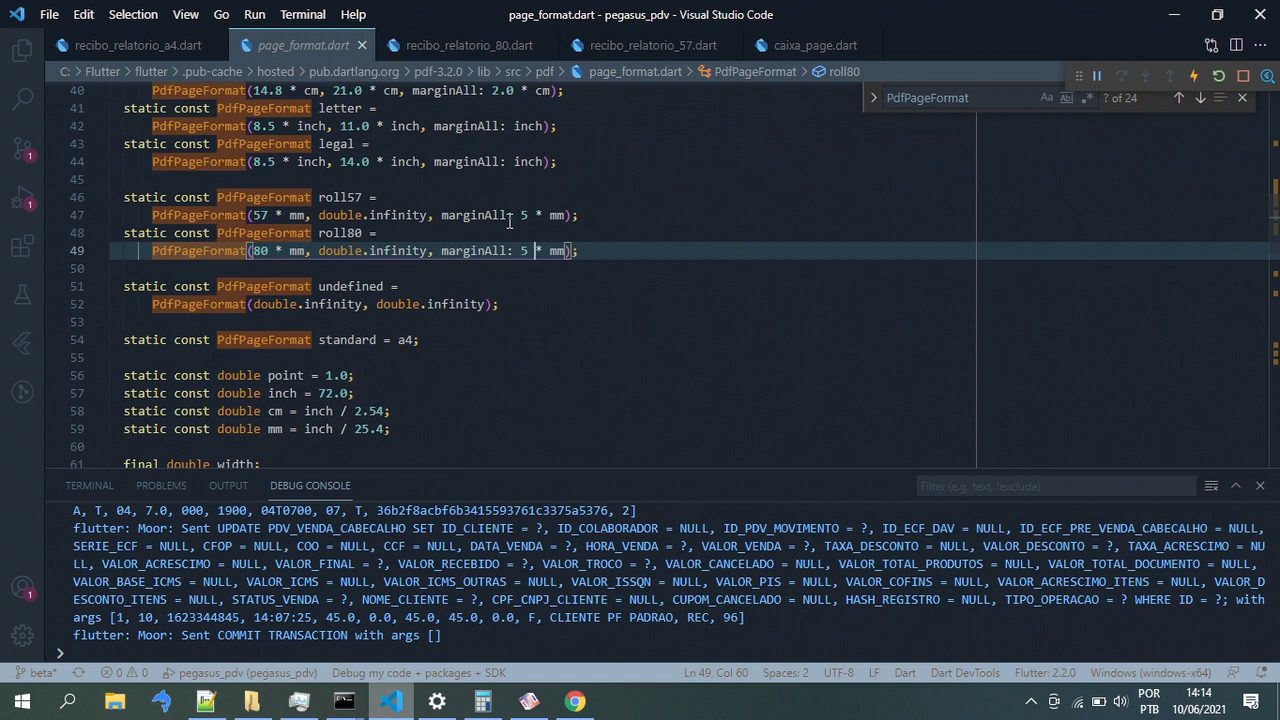 File Edit Selection View Go Run Terminal Help
page_format.dart - pegasus_pdv - Visual Studio Code
recibo_relatorio_a4.dart
page_format.dart
recibo_relatorio_80.dart
recibo_relatorio_57.dart
caixa_page.dart
C: > Flutter > flutter > .pub-cache > hosted > pub.dartlang.org > pdf-3.2.0 > lib > src > pdf > page_format.dart > PdfPageFormat > roll80
PdfPageFormat
Aa
? of 24
40 PdfPageFormat(14.8 * cm, 21.0 * cm, marginAll: 2.0 * cm);
41 static const PdfPageFormat letter =
42 PdfPageFormat(8.5 * inch, 11.0 * inch, marginAll: inch);
43 static const PdfPageFormat legal =
44 PdfPageFormat(8.5 * inch, 14.0 * inch, marginAll: inch);
45
46 static const PdfPageFormat roll57 =
47 PdfPageFormat(57 * mm, double.infinity, marginAll: 5 * mm);
48 static const PdfPageFormat roll80 =
49 PdfPageFormat(80 * mm, double.infinity, marginAll: 5 * mm);
50
51 static const PdfPageFormat undefined =
52 PdfPageFormat(double.infinity, double.infinity);
53
54 static const PdfPageFormat standard = a4;
55
56 static const double point = 1.0;
57 static const double inch = 72.0;
58 static const double cm = inch / 2.54;
59 static const double mm = inch / 25.4;
60
61 final double width;
TERMINAL PROBLEMS OUTPUT DEBUG CONSOLE
Filter (e.g. text, !exclude)
A, T, 04, 7.0, 000, 1900, 04T0700, 07, T, 36b2f8acbf6b3415593761c3375a5376, 2]
flutter: Moor: Sent UPDATE PDV_VENDA_CABECALHO SET ID_CLIENTE = ?, ID_COLABORADOR = NULL, ID_PDV_MOVIMENTO = ?, ID_ECF_DAV = NULL, ID_ECF_PRE_VENDA_CABECALHO = NULL,
SERIE_ECF = NULL, CFOP = NULL, COO = NULL, CCF = NULL, DATA_VENDA = ?, HORA_VENDA = ?, VALOR_VENDA = ?, TAXA_DESCONTO = NULL, VALOR_DESCONTO = ?, TAXA_ACRESCIMO = NU
LL, VALOR_ACRESCIMO = NULL, VALOR_FINAL = ?, VALOR_RECEBIDO = ?, VALOR_TROCO = ?, VALOR_CANCELADO = NULL, VALOR_TOTAL_PRODUTOS = NULL, VALOR_TOTAL_DOCUMENTO = NULL,
VALOR_BASE_ICMS = NULL, VALOR_ICMS = NULL, VALOR_ICMS_OUTRAS = NULL, VALOR_ISSQN = NULL, VALOR_PIS = NULL, VALOR_COFINS = NULL, VALOR_ACRESCIMO_ITENS = NULL, VALOR_D
ESCONTO_ITENS = NULL, STATUS_VENDA = ?, NOME_CLIENTE = ?, CPF_CNPJ_CLIENTE = NULL, CUPOM_CANCELADO = NULL, HASH_REGISTRO = NULL, TIPO_OPERACAO = ? WHERE ID = ?; with
args [1, 10, 1623344845, 14:07:25, 45.0, 0.0, 45.0, 45.0, 0.0, F, CLIENTE PF PADRAO, REC, 96]
flutter: Moor: Sent COMMIT TRANSACTION with args []
beta* 0 0 pegasus_pdv (pegasus_pdv) Debug my code + packages + SDK
Ln 49, Col 60 Spaces: 2 UTF-8 LF Dart Dart DevTools Flutter: 2.2.0 Windows (windows-x64)
POR
PTB
14:14
10/06/2021